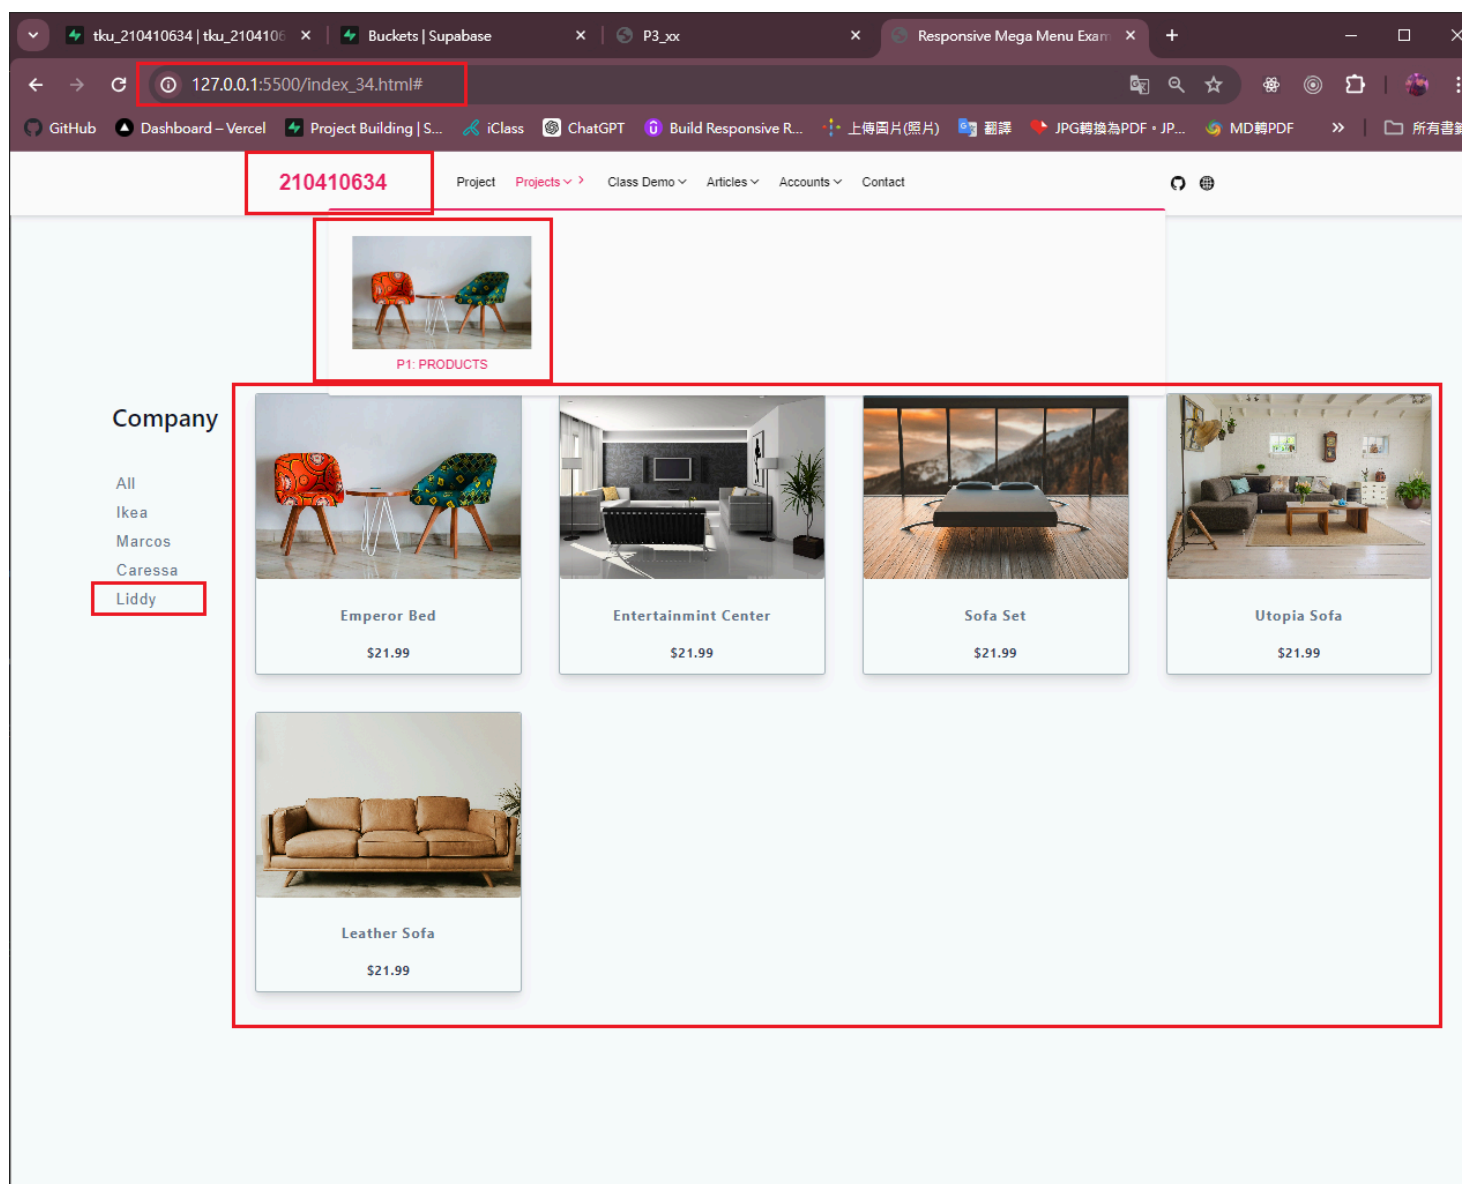 tku_210410634 | tku_2104106
Buckets | Supabase
P3_xx
Responsive Mega Menu Exam
127.0.0.1:5500/index_34.html#
GitHub
Dashboard – Vercel
Project Building | S...
iClass
ChatGPT
Build Responsive R...
上傳圖片(照片)
翻譯
JPG轉換為PDF • JP...
MD轉PDF
所有書籤
210410634
Project
Projects
Class Demo
Articles
Accounts
Contact
P1: PRODUCTS
Company
All
Ikea
Marcos
Caressa
Liddy
Emperor Bed
$21.99
Entertainmint Center
$21.99
Sofa Set
$21.99
Utopia Sofa
$21.99
Leather Sofa
$21.99